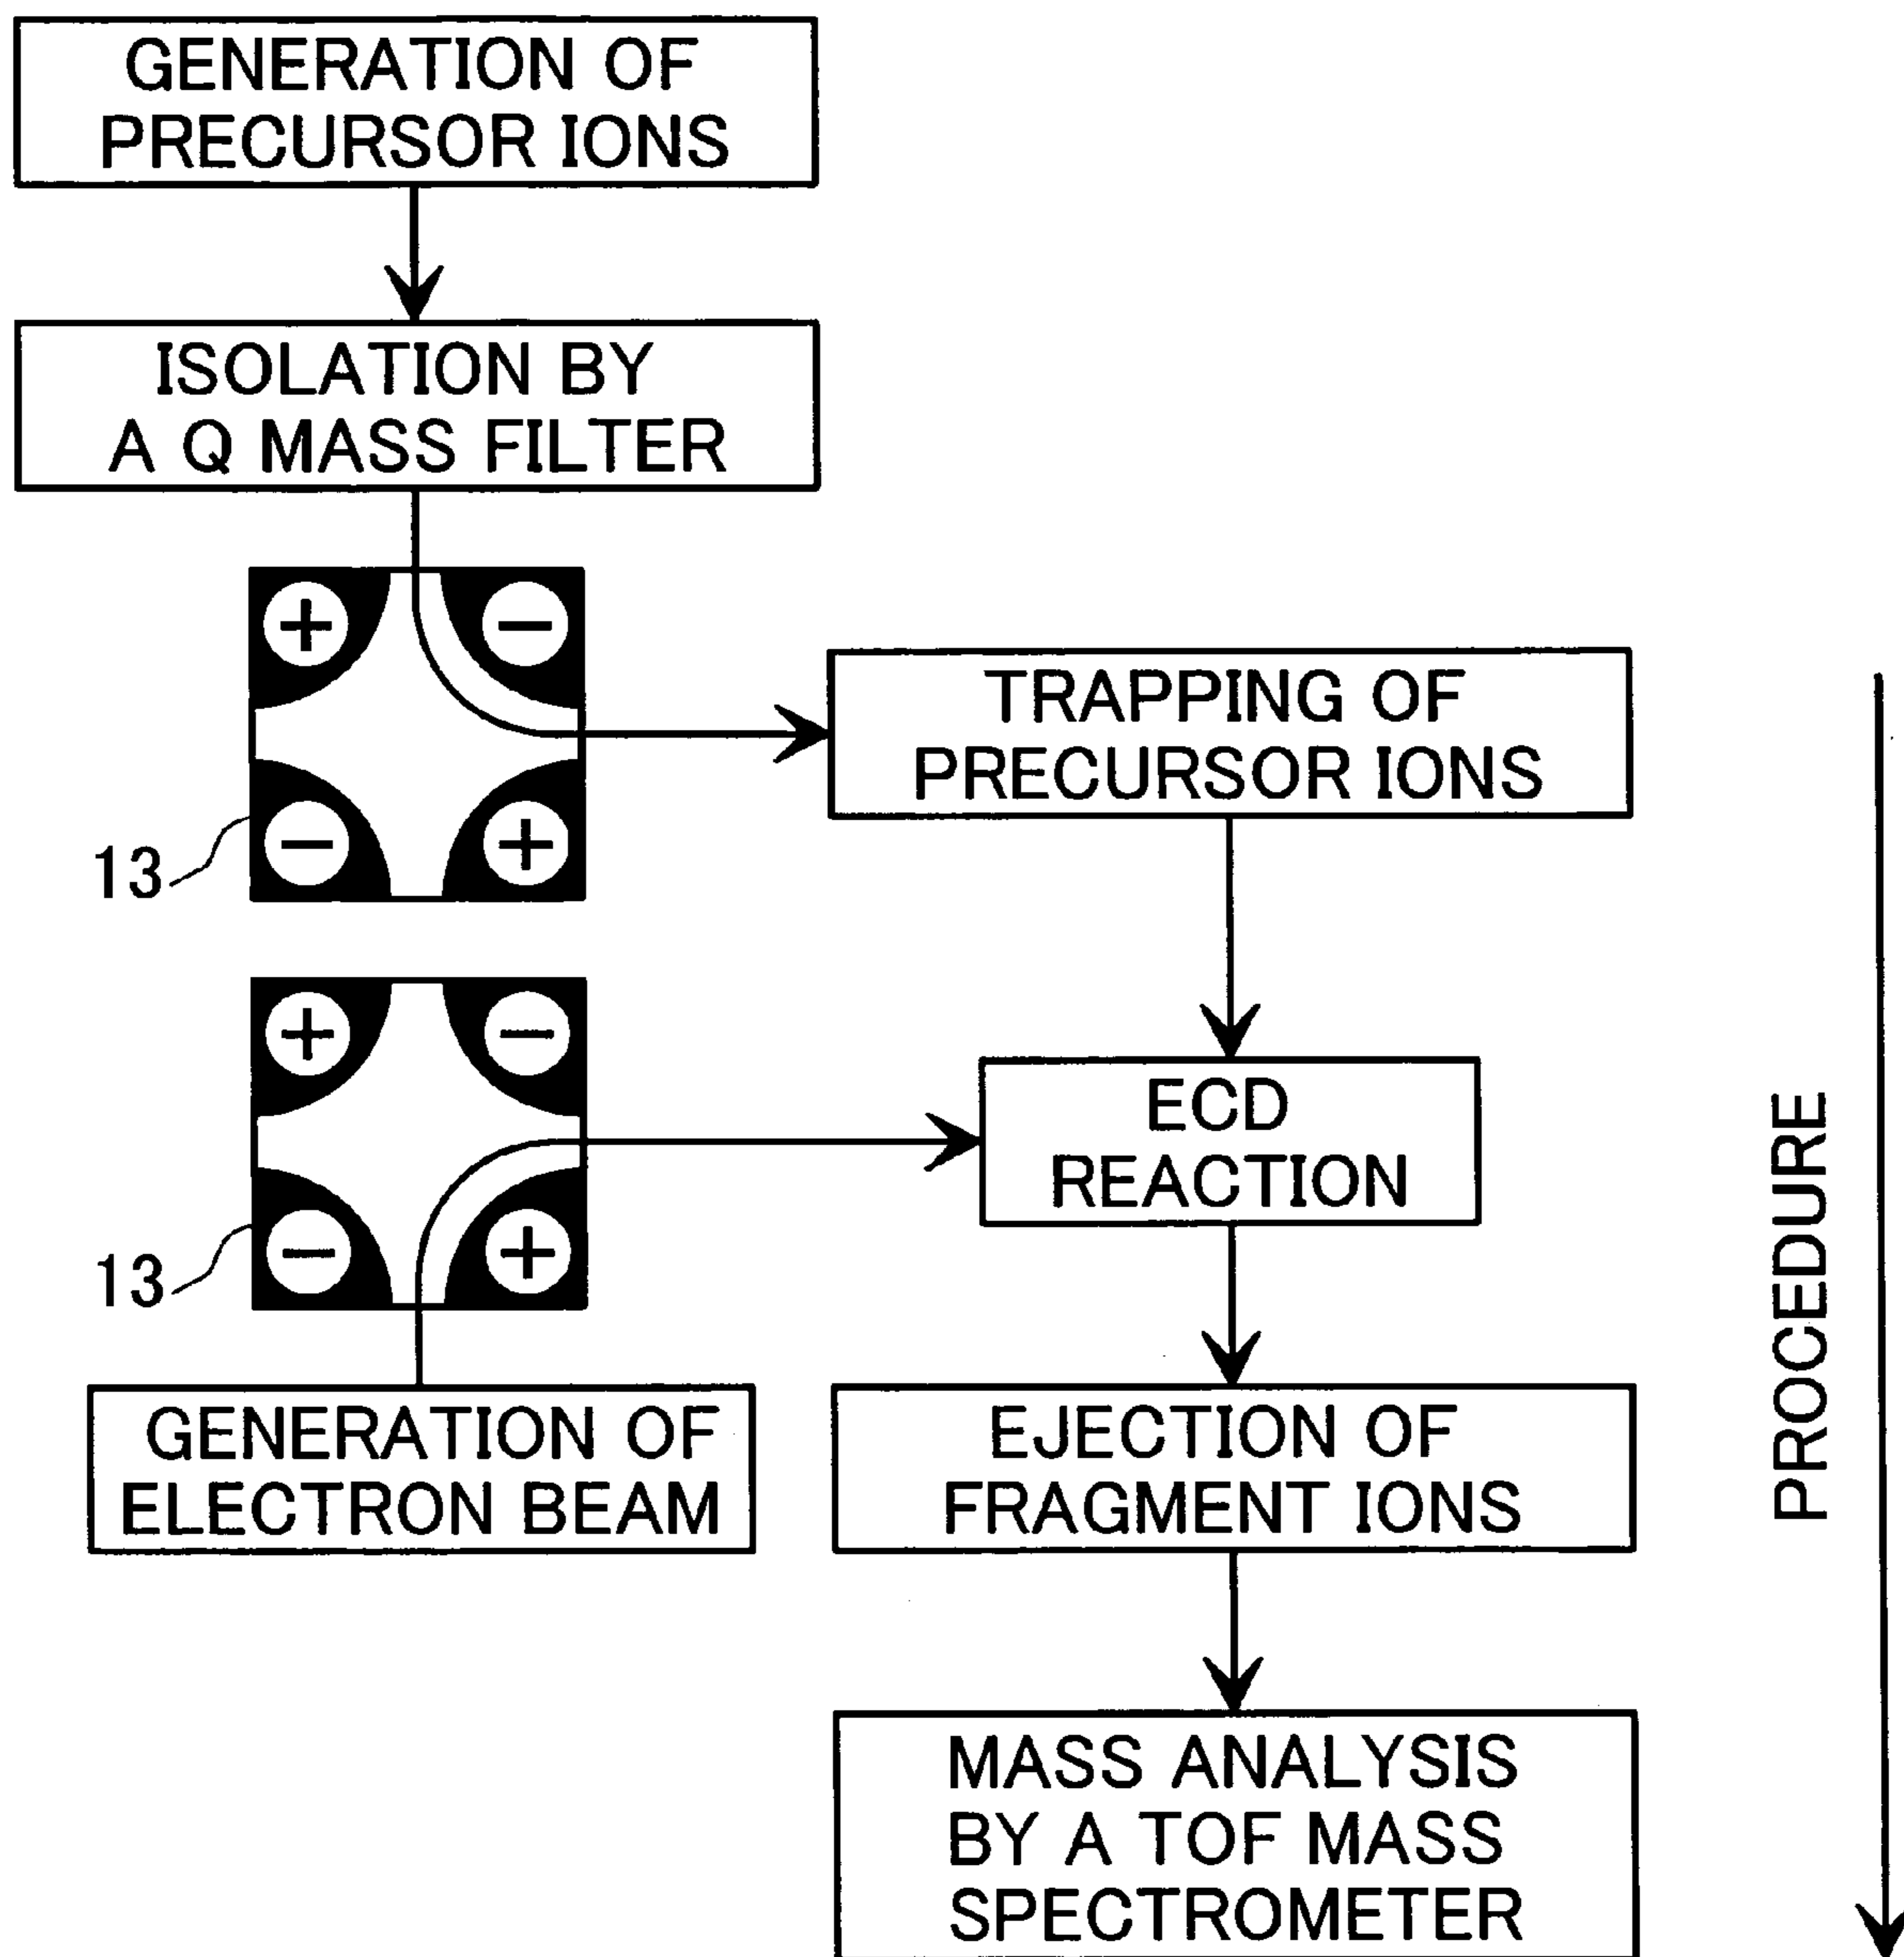 GENERATION OF
PRECURSOR IONS
ISOLATION BY
A Q MASS FILTER
+
−
−
+
13
TRAPPING OF
PRECURSOR IONS
+
−
−
+
13
ECD
REACTION
GENERATION OF
ELECTRON BEAM
EJECTION OF
FRAGMENT IONS
MASS ANALYSIS
BY A TOF MASS
SPECTROMETER
PROCEDURE